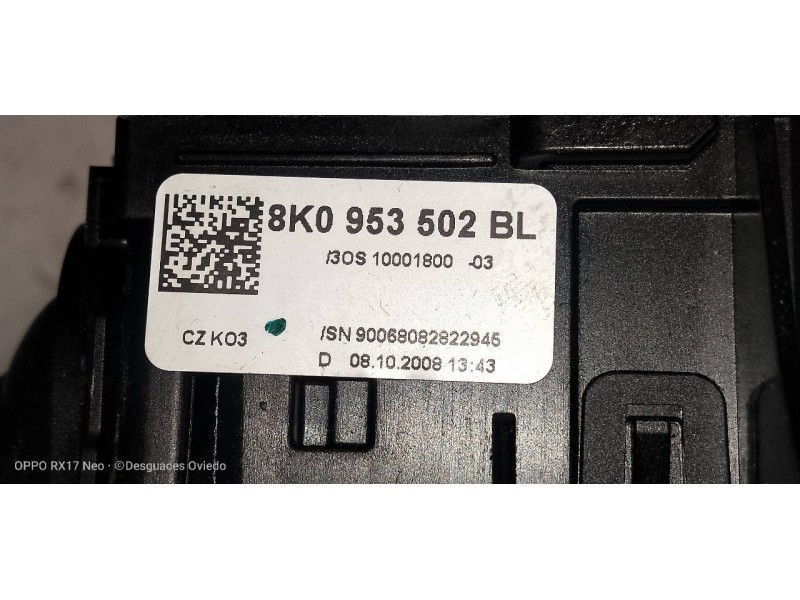 8K0 953 502 BL
/3OS 10001800 -03
CZ K03 /SN 90068082822945
D 08.10.2008 13:43
OPPO RX17 Neo · ©Desguaces Oviedo